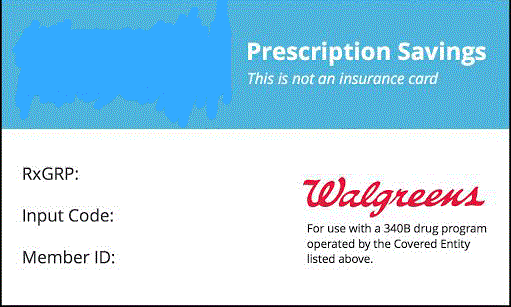 Prescription Savings
This is not an insurance card
RxGRP:
Input Code:
Member ID:
Walgreens
For use with a 340B drug program
operated by the Covered Entity
listed above.